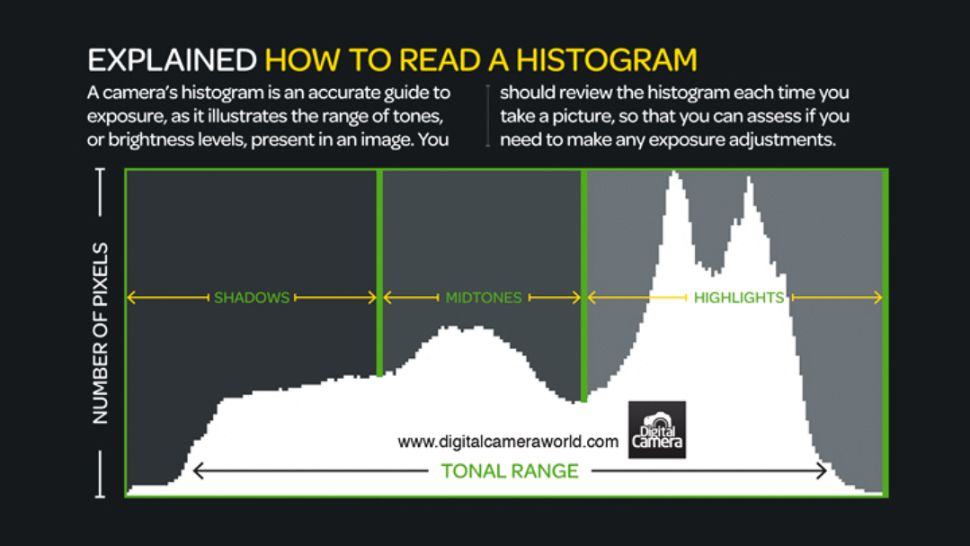 EXPLAINED HOW TO READ A HISTOGRAM
A camera's histogram is an accurate guide to
exposure, as it illustrates the range of tones,
or brightness levels, present in an image. You
should review the histogram each time you
take a picture, so that you can assess if you
need to make any exposure adjustments.
NUMBER OF PIXELS
SHADOWS
MIDTONES
HIGHLIGHTS
www.digitalcameraworld.com
Digital
Camera
TONAL RANGE